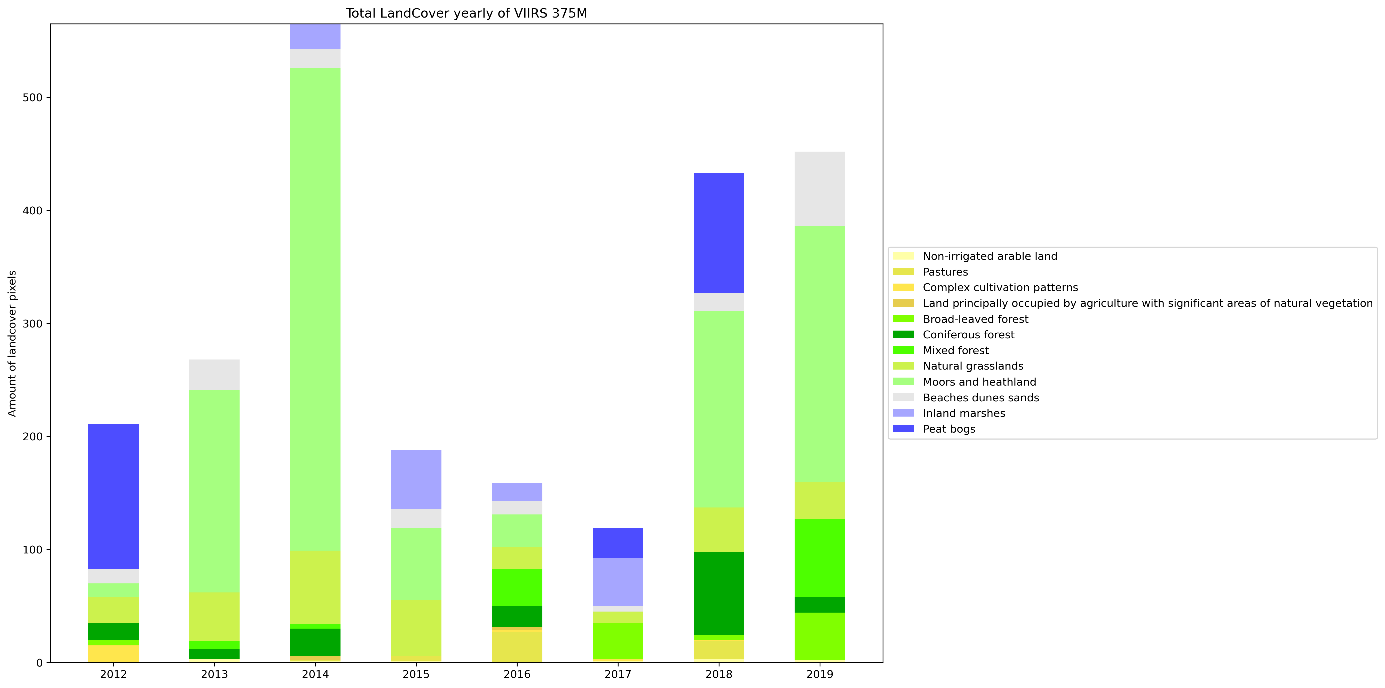 Total LandCover yearly of VIIRS 375M
Amount of landcover pixels
500
400
300
200
100
0
2012 2013 2014 2015 2016 2017 2018 2019
Non-irrigated arable land
Pastures
Complex cultivation patterns
Land principally occupied by agriculture with significant areas of natural vegetation
Broad-leaved forest
Coniferous forest
Mixed forest
Natural grasslands
Moors and heathland
Beaches dunes sands
Inland marshes
Peat bogs